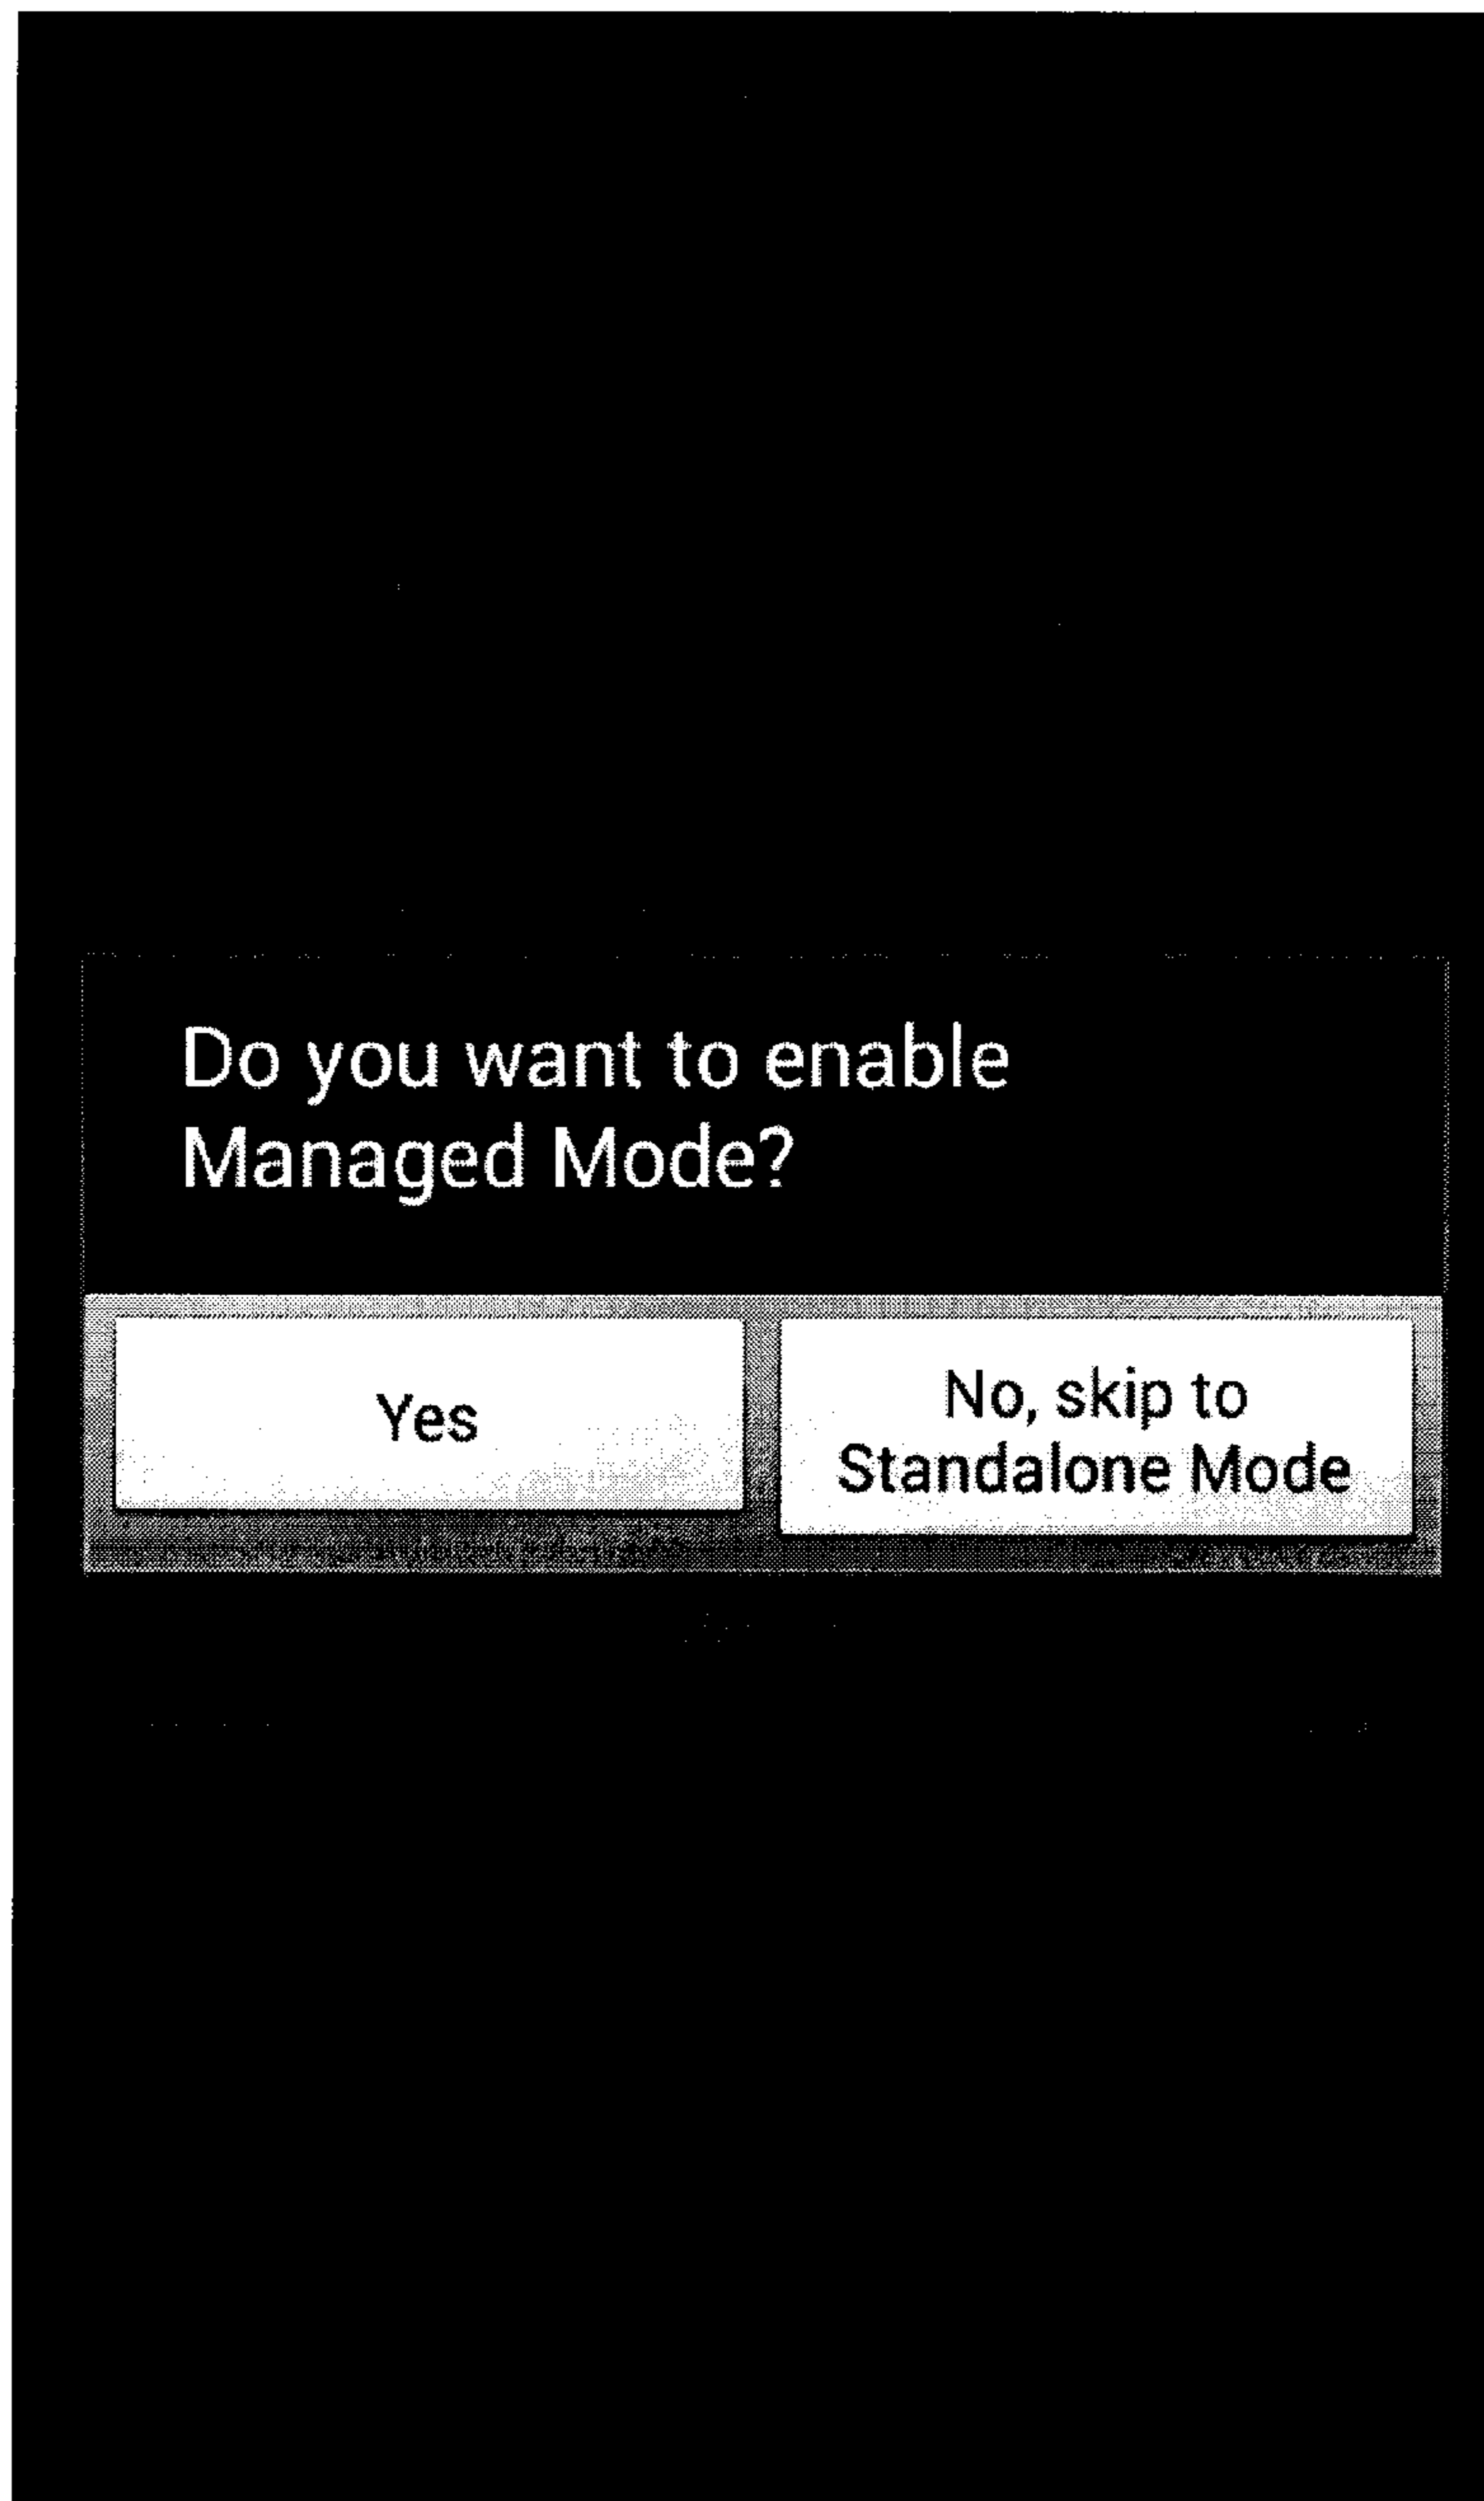 Do you want to enable
Managed Mode?
Yes
No, skip to
Standalone Mode